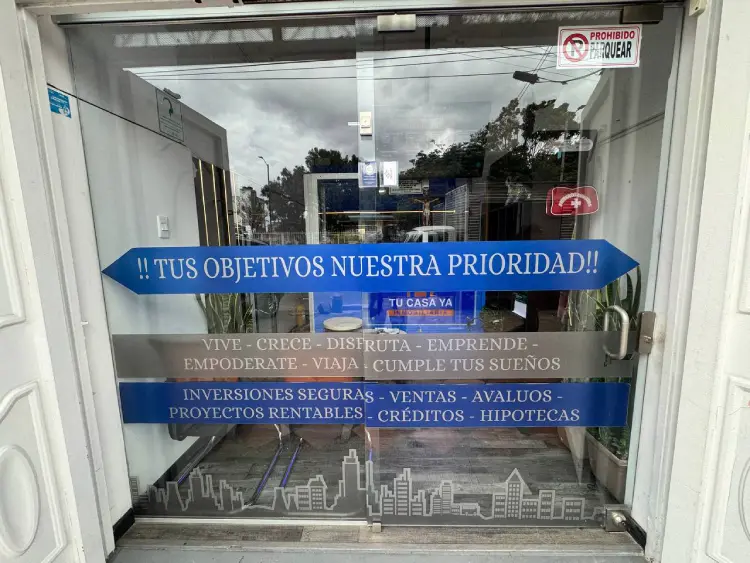 PROHIBIDO
PARQUEAR
!! TUS OBJETIVOS NUESTRA PRIORIDAD!!
TU CASA YA
INMOBILIARIA
VIVE - CRECE - DISFRUTA - EMPRENDE -
EMPODERATE - VIAJA - CUMPLE TUS SUEÑOS
INVERSIONES SEGURAS - VENTAS - AVALUOS -
PROYECTOS RENTABLES - CRÉDITOS - HIPOTECAS